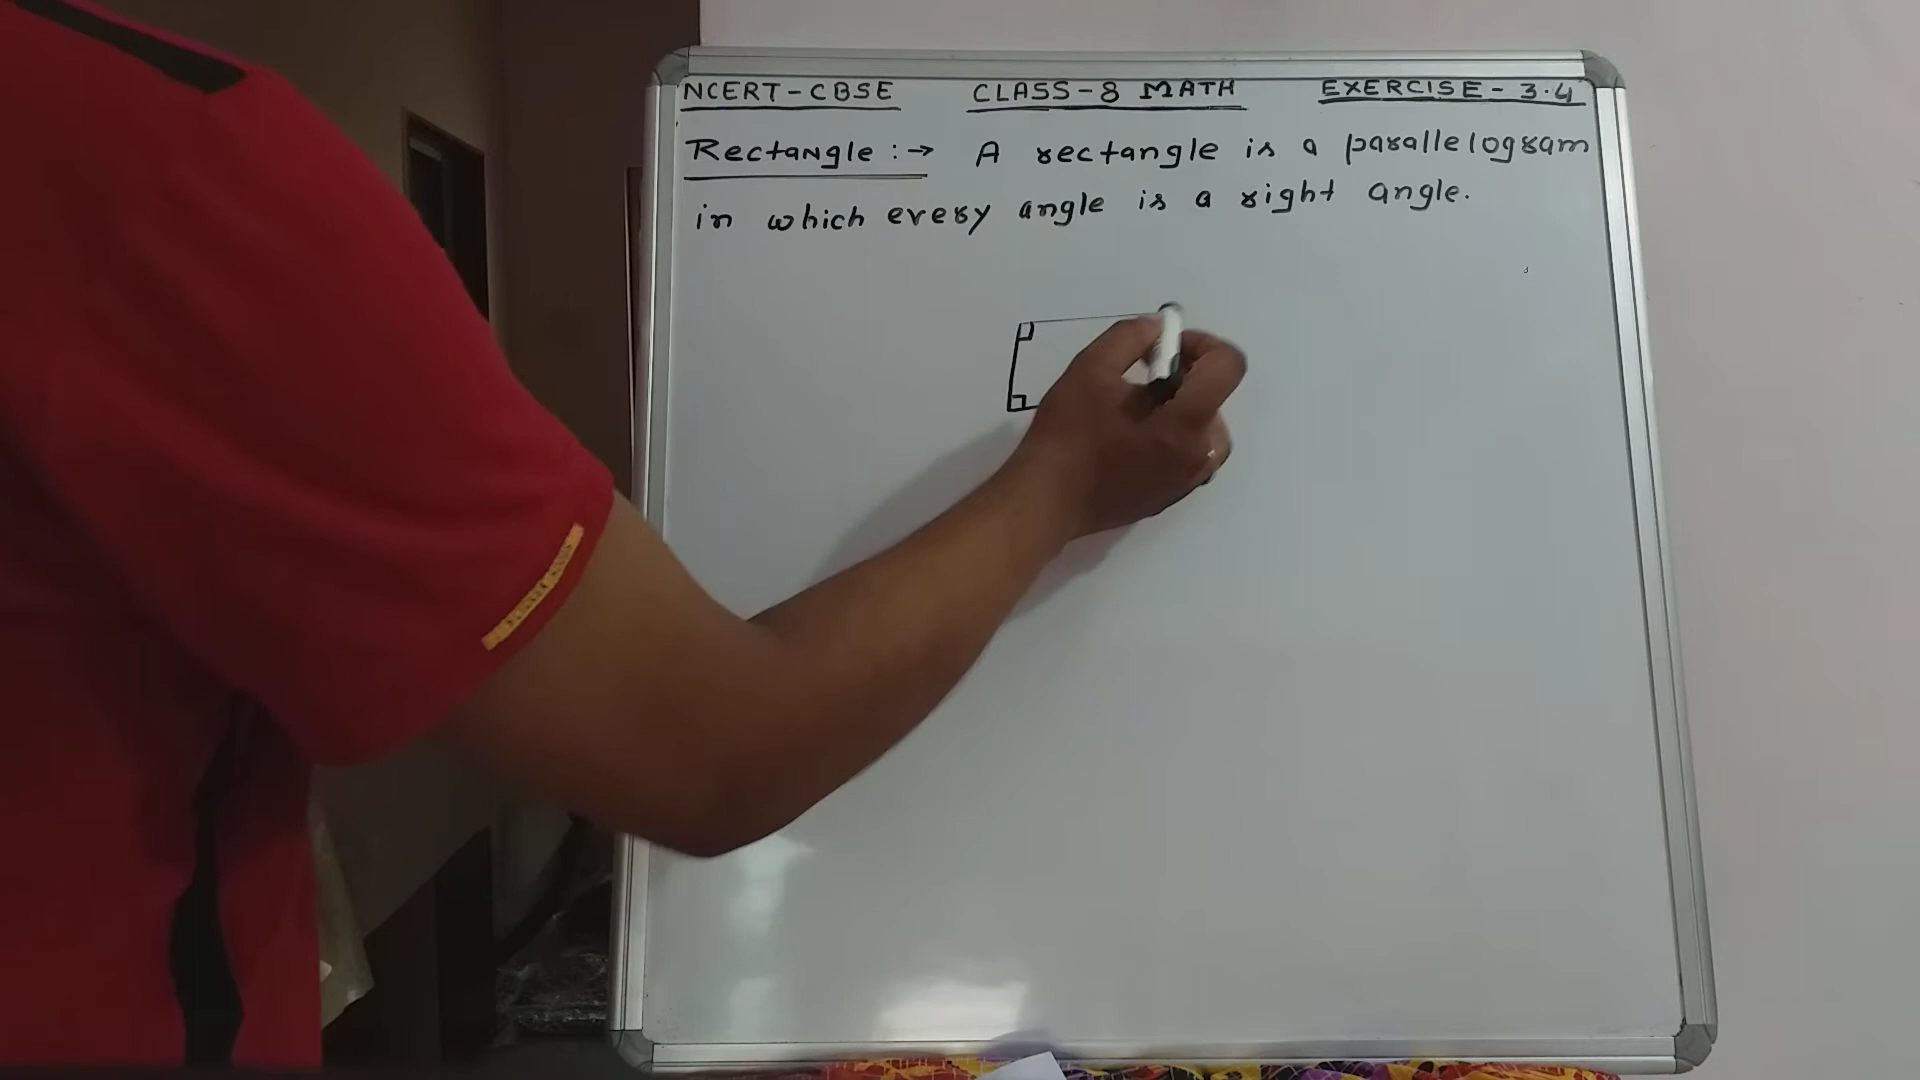 NCERT-CBSE CLASS-8 MATH EXERCISE-3.4
Rectangle :→ A rectangle is a parallelogram
in which every angle is a right angle.